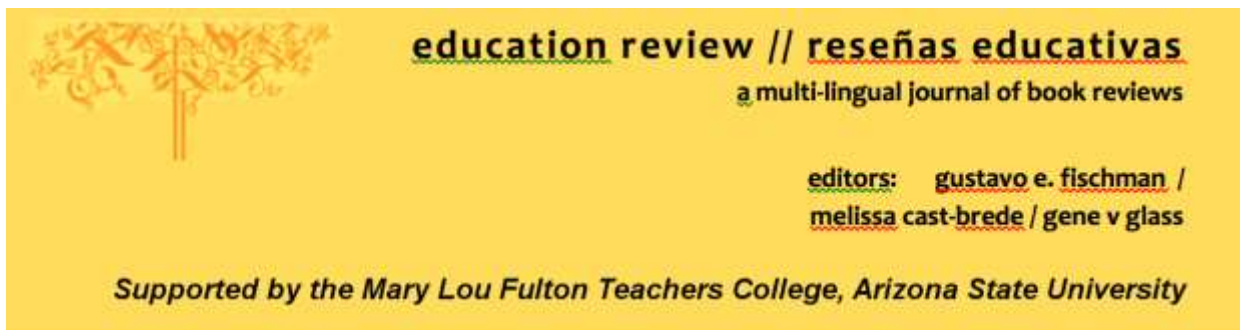 education review // reseñas educativas
a multi-lingual journal of book reviews
editors: gustavo e. fischman /
melissa cast-brede / gene v glass
Supported by the Mary Lou Fulton Teachers College, Arizona State University